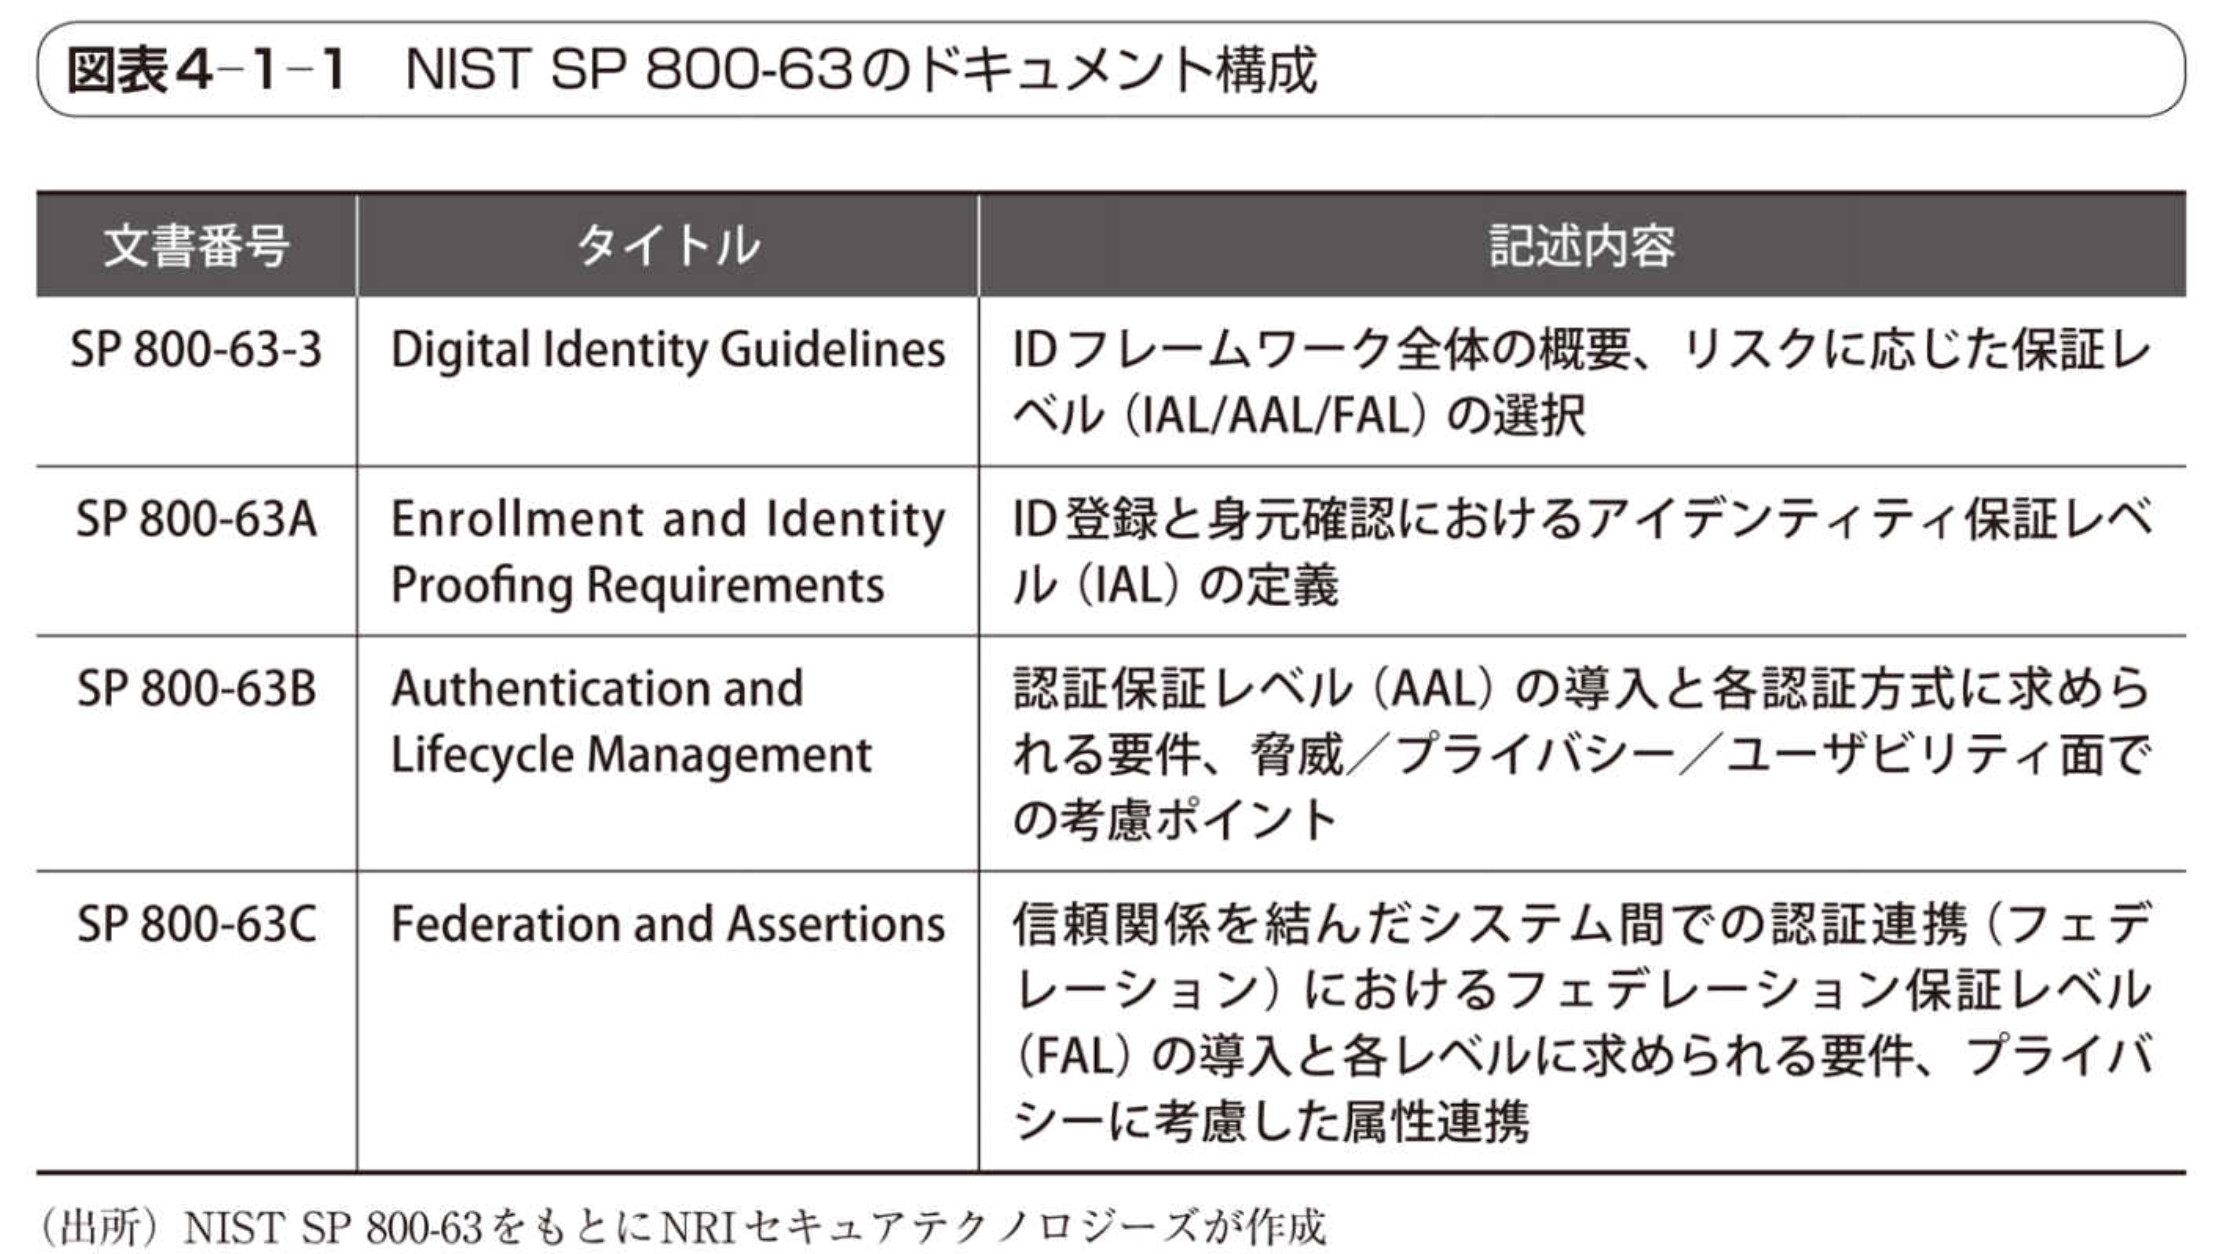 図表4-1-1 NIST SP 800-63のドキュメント構成
文書番号 タイトル 記述内容
SP 800-63-3 Digital Identity Guidelines IDフレームワーク全体の概要、リスクに応じた保証レ
ベル（IAL/AAL/FAL）の選択
SP 800-63A Enrollment and Identity ID登録と身元確認におけるアイデンティティ保証レベ
Proofing Requirements ル（IAL）の定義
SP 800-63B Authentication and 認証保証レベル（AAL）の導入と各認証方式に求めら
Lifecycle Management れる要件、脅威／プライバシー／ユーザビリティ面で
の考慮ポイント
SP 800-63C Federation and Assertions 信頼関係を結んだシステム間での認証連携（フェデ
レーション）におけるフェデレーション保証レベル
（FAL）の導入と各レベルに求められる要件、プライバ
シーに考慮した属性連携
（出所）NIST SP 800-63をもとにNRIセキュアテクノロジーズが作成